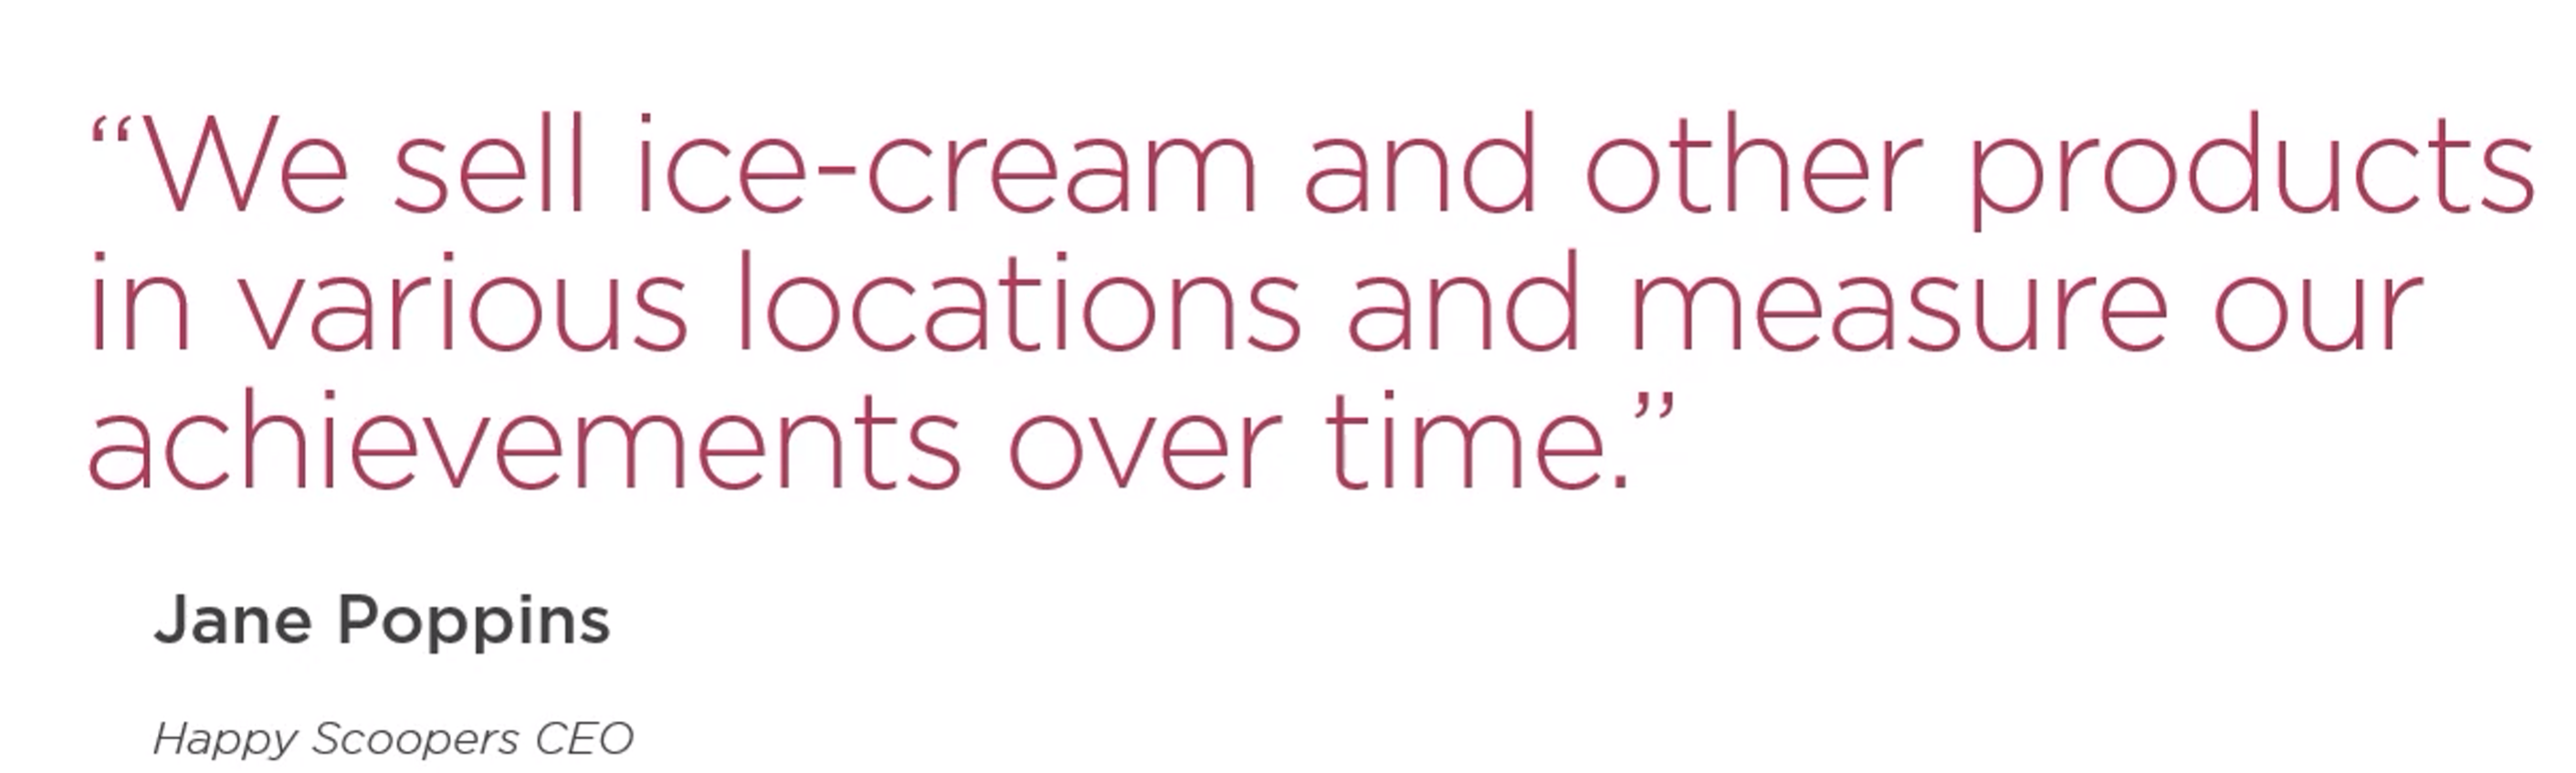 “We sell ice-cream and other products
in various locations and measure our
achievements over time.”
Jane Poppins
Happy Scoopers CEO